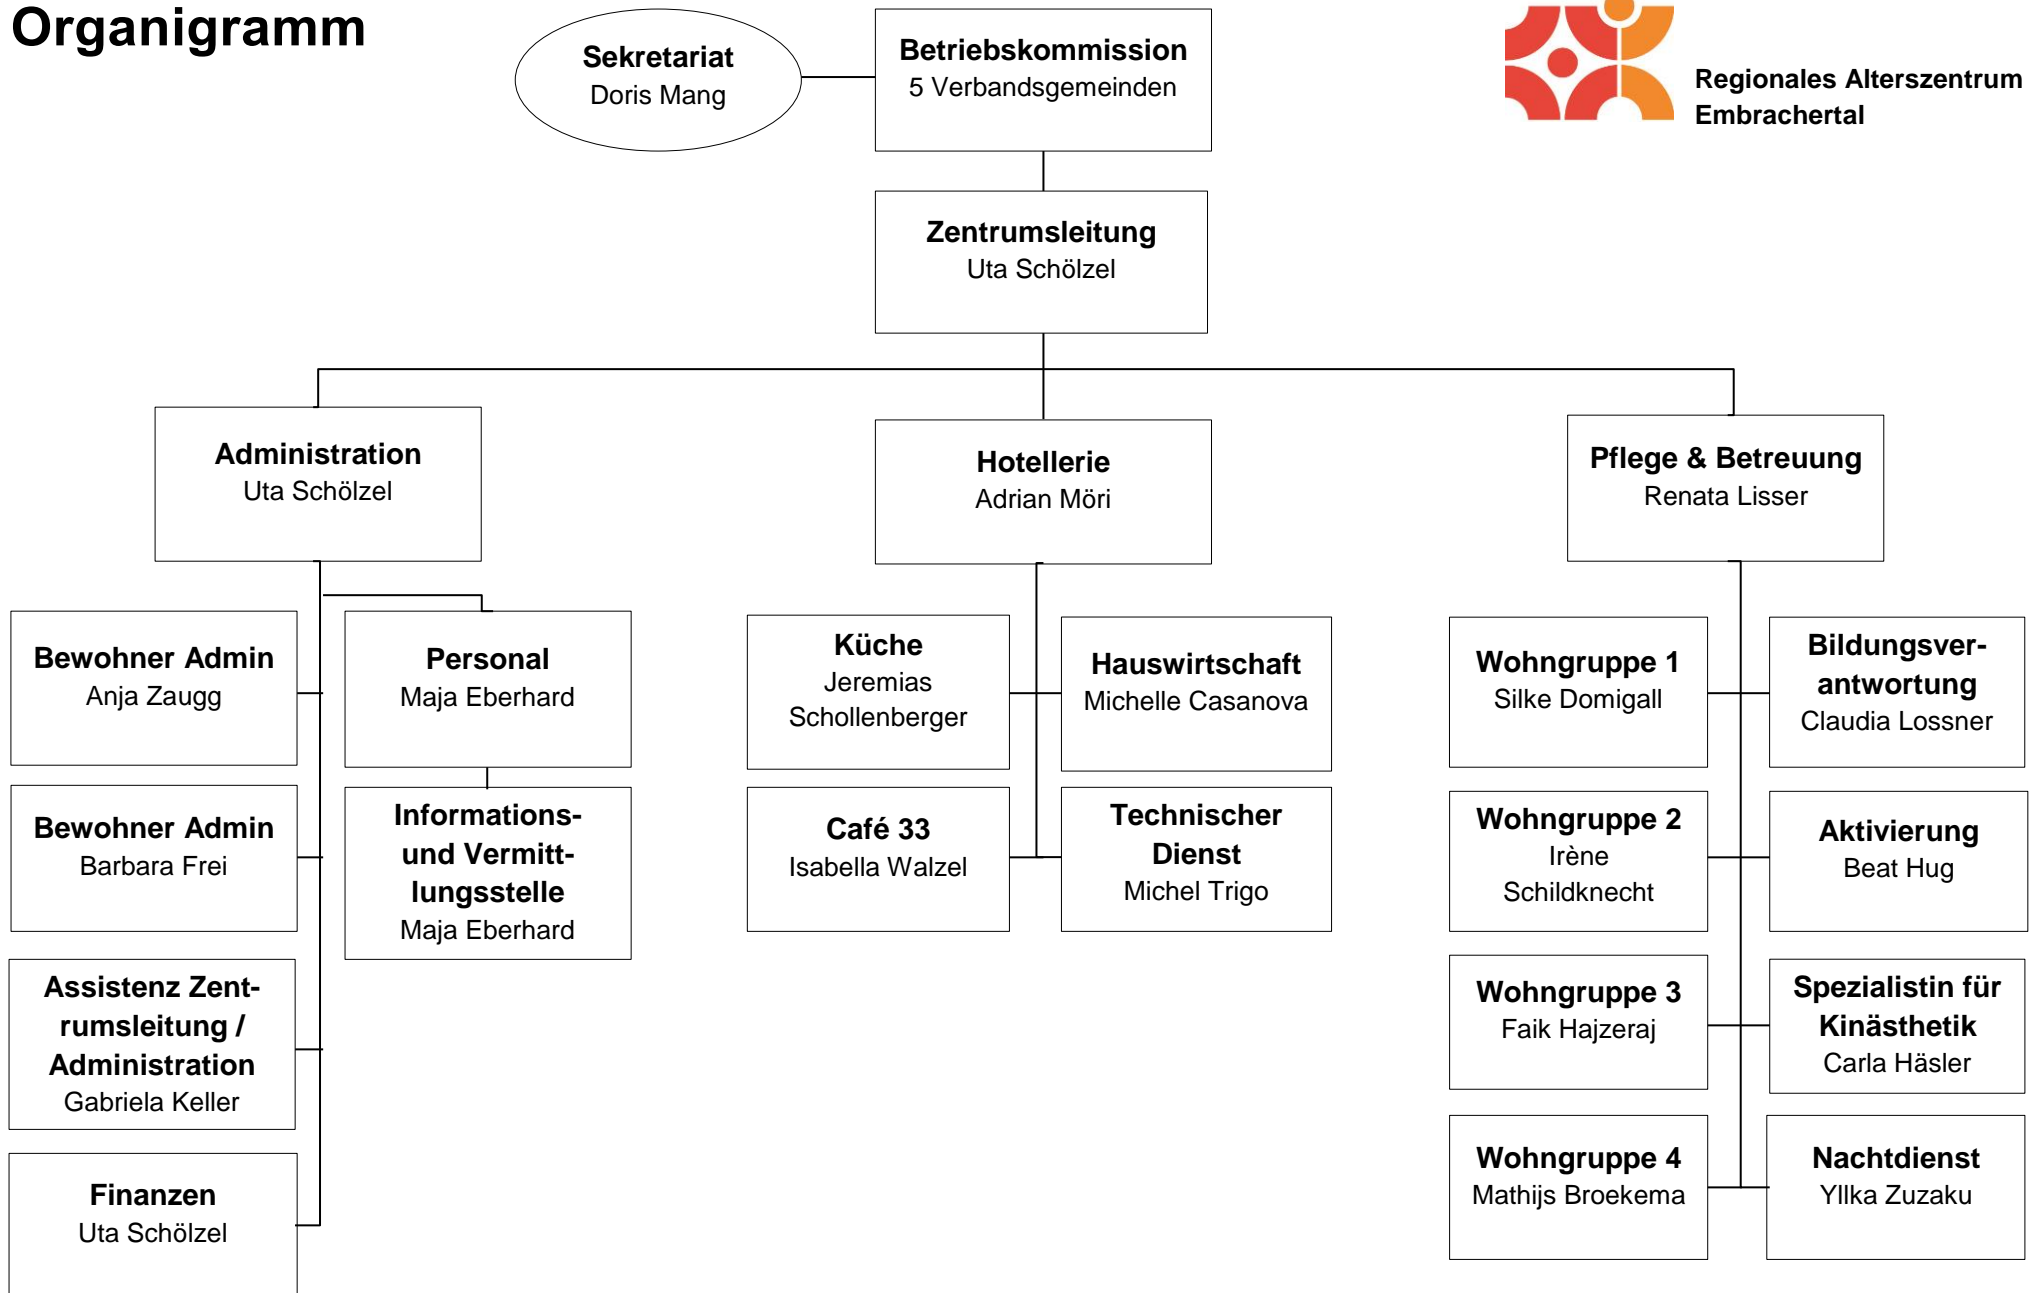 Organigramm
Sekretariat
Doris Mang
Betriebskommission
5 Verbandsgemeinden
Regionales Alterszentrum
Embrachertal
Zentrumsleitung
Uta Schölzel
Administration
Uta Schölzel
Hotellerie
Adrian Möri
Pflege & Betreuung
Renata Lisser
Bewohner Admin
Anja Zaugg
Personal
Maja Eberhard
Küche
Jeremias
Schollenberger
Hauswirtschaft
Michelle Casanova
Wohngruppe 1
Silke Domigall
Bildungsver-
antwortung
Claudia Lossner
Bewohner Admin
Barbara Frei
Informations-
und Vermitt-
lungsstelle
Maja Eberhard
Café 33
Isabella Walzel
Technischer
Dienst
Michel Trigo
Wohngruppe 2
Irène
Schildknecht
Aktivierung
Beat Hug
Assistenz Zent-
rumsleitung /
Administration
Gabriela Keller
Wohngruppe 3
Faik Hajzeraj
Spezialistin für
Kinästhetik
Carla Häsler
Finanzen
Uta Schölzel
Wohngruppe 4
Mathijs Broekema
Nachtdienst
Yllka Zuzaku